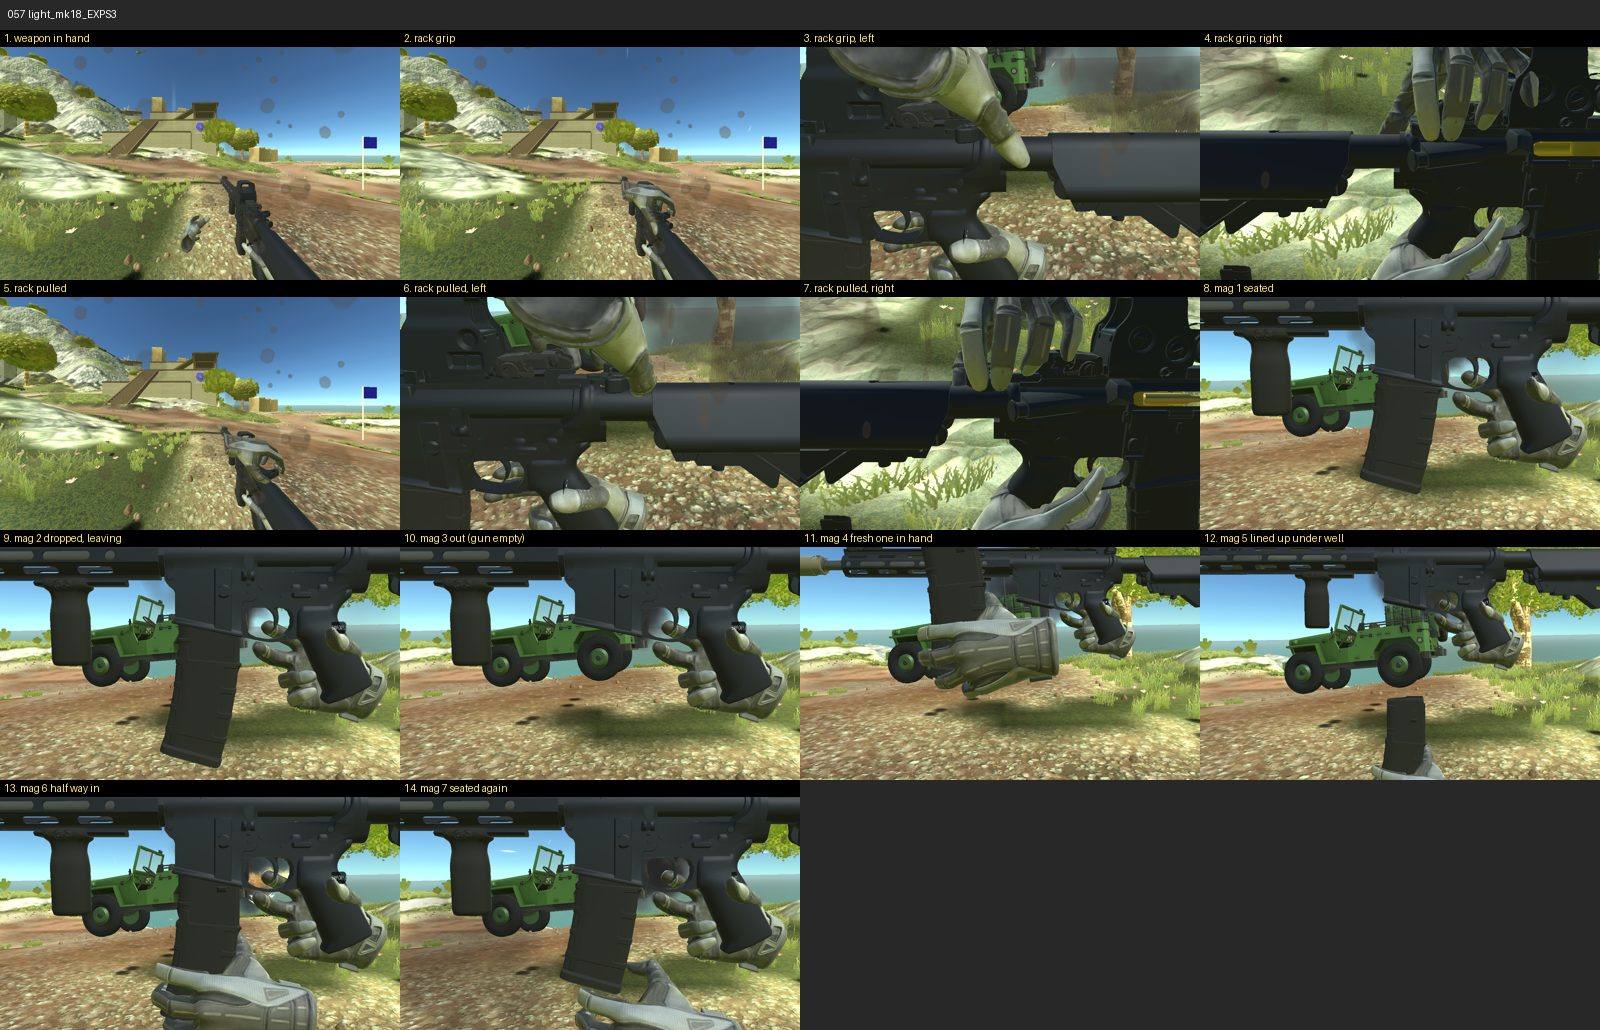 057 light_mk18_EXPS3
1. weapon in hand
2. rack grip
3. rack grip, left
4. rack grip, right
5. rack pulled
6. rack pulled, left
7. rack pulled, right
8. mag 1 seated
9. mag 2 dropped, leaving
10. mag 3 out (gun empty)
11. mag 4 fresh one in hand
12. mag 5 lined up under well
13. mag 6 half way in
14. mag 7 seated again